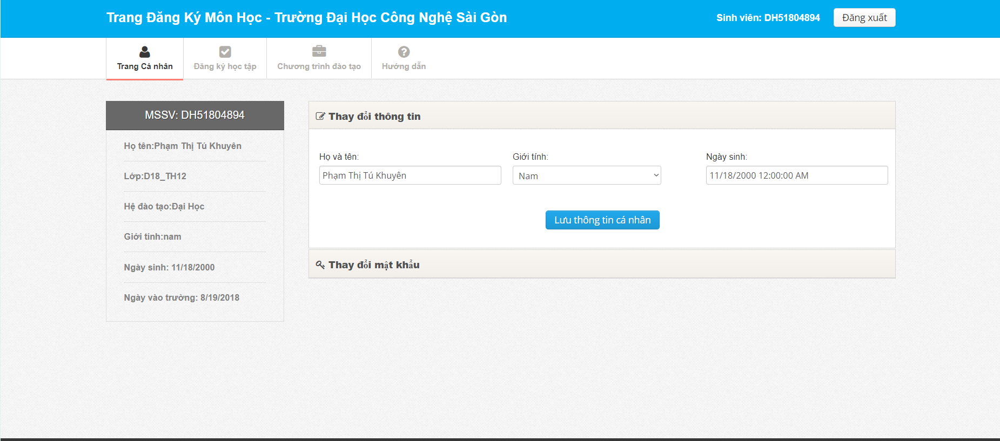 Trang Đăng Ký Môn Học - Trường Đại Học Công Nghệ Sài Gòn
Sinh viên: DH51804894
Đăng xuất
Trang Cá nhân
Đăng ký học tập
Chương trình đào tạo
Hướng dẫn
MSSV: DH51804894
Họ tên:Phạm Thị Tú Khuyên
Lớp:D18_TH12
Hệ đào tạo:Đại Học
Giới tính:nam
Ngày sinh: 11/18/2000
Ngày vào trường: 8/19/2018
Thay đổi thông tin
Họ và tên:
Giới tính:
Ngày sinh:
Phạm Thị Tú Khuyên
Nam
11/18/2000 12:00:00 AM
Lưu thông tin cá nhân
Thay đổi mật khẩu